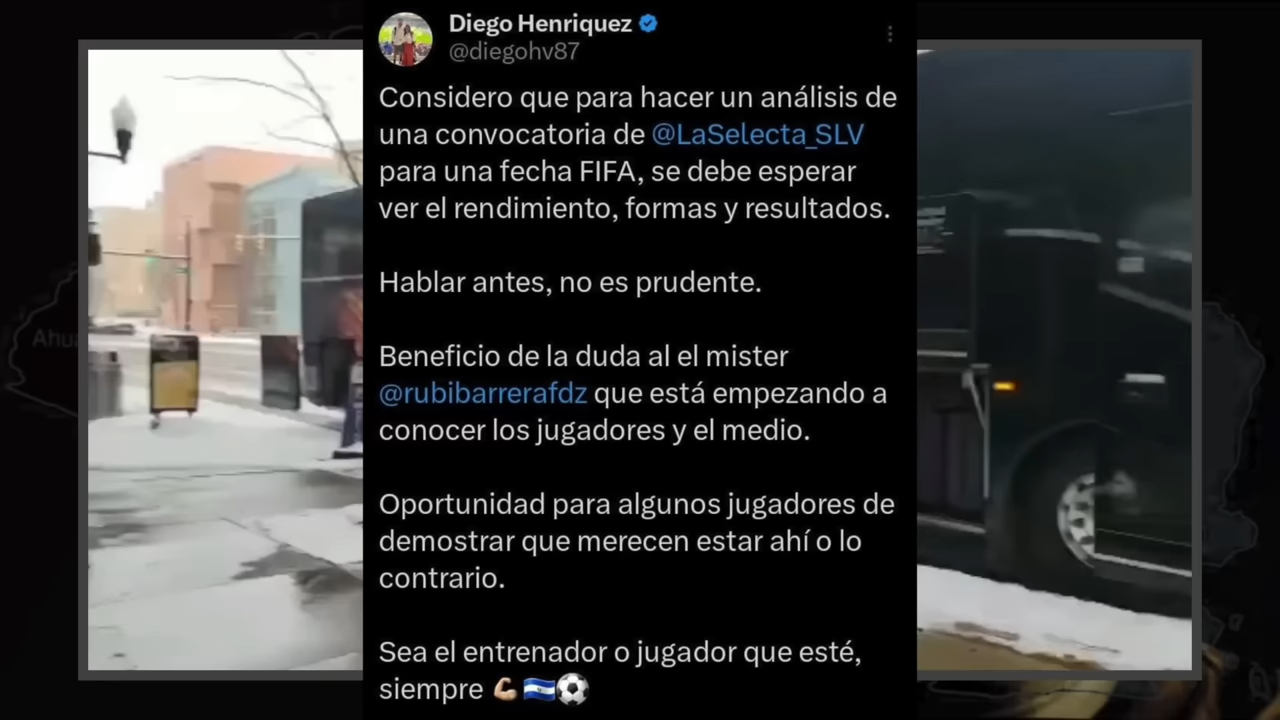 Diego Henriquez
@diegohv87
Considero que para hacer un análisis de
una convocatoria de @LaSelecta_SLV
para una fecha FIFA, se debe esperar
ver el rendimiento, formas y resultados.
Hablar antes, no es prudente.
Beneficio de la duda al el mister
@rubibarrerafdz que está empezando a
conocer los jugadores y el medio.
Oportunidad para algunos jugadores de
demostrar que merecen estar ahí o lo
contrario.
Sea el entrenador o jugador que esté,
siempre 💪🏼🇸🇻⚽
Ahua